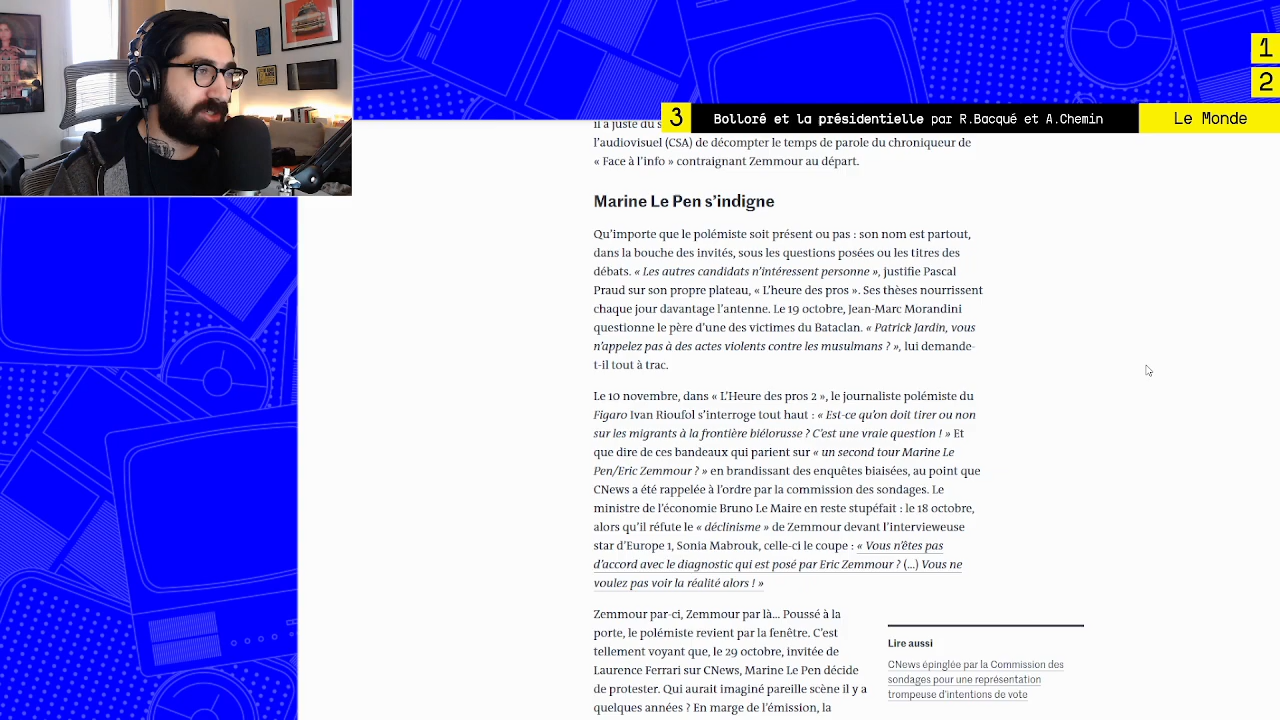 1
2
3 Bolloré et la présidentielle par R.Bacqué et A.Chemin Le Monde
il a juste du s
l'audiovisuel (CSA) de décompter le temps de parole du chroniqueur de
« Face à l'info » contraignant Zemmour au départ.
Marine Le Pen s'indigne
Qu'importe que le polémiste soit présent ou pas : son nom est partout,
dans la bouche des invités, sous les questions posées ou les titres des
débats. « Les autres candidats n'intéressent personne », justifie Pascal
Praud sur son propre plateau, « L'heure des pros ». Ses thèses nourrissent
chaque jour davantage l'antenne. Le 19 octobre, Jean-Marc Morandini
questionne le père d'une des victimes du Bataclan. « Patrick Jardin, vous
n'appelez pas à des actes violents contre les musulmans ? », lui demande-
t-il tout à trac.
Le 10 novembre, dans « L'Heure des pros 2 », le journaliste polémiste du
Figaro Ivan Rioufol s'interroge tout haut : « Est-ce qu'on doit tirer ou non
sur les migrants à la frontière biélorusse ? C'est une vraie question ! » Et
que dire de ces bandeaux qui parient sur « un second tour Marine Le
Pen/Eric Zemmour ? » en brandissant des enquêtes biaisées, au point que
CNews a été rappelée à l'ordre par la commission des sondages. Le
ministre de l'économie Bruno Le Maire en reste stupéfait : le 18 octobre,
alors qu'il réfute le « déclinisme » de Zemmour devant l'intervieweuse
star d'Europe 1, Sonia Mabrouk, celle-ci le coupe : « Vous n'êtes pas
d'accord avec le diagnostic qui est posé par Eric Zemmour ? (…) Vous ne
voulez pas voir la réalité alors ! »
Zemmour par-ci, Zemmour par là… Poussé à la
porte, le polémiste revient par la fenêtre. C'est
tellement voyant que, le 29 octobre, invitée de
Laurence Ferrari sur CNews, Marine Le Pen décide
de protester. Qui aurait imaginé pareille scène il y a
quelques années ? En marge de l'émission, la
Lire aussi
CNews épinglée par la Commission des
sondages pour une représentation
trompeuse d'intentions de vote